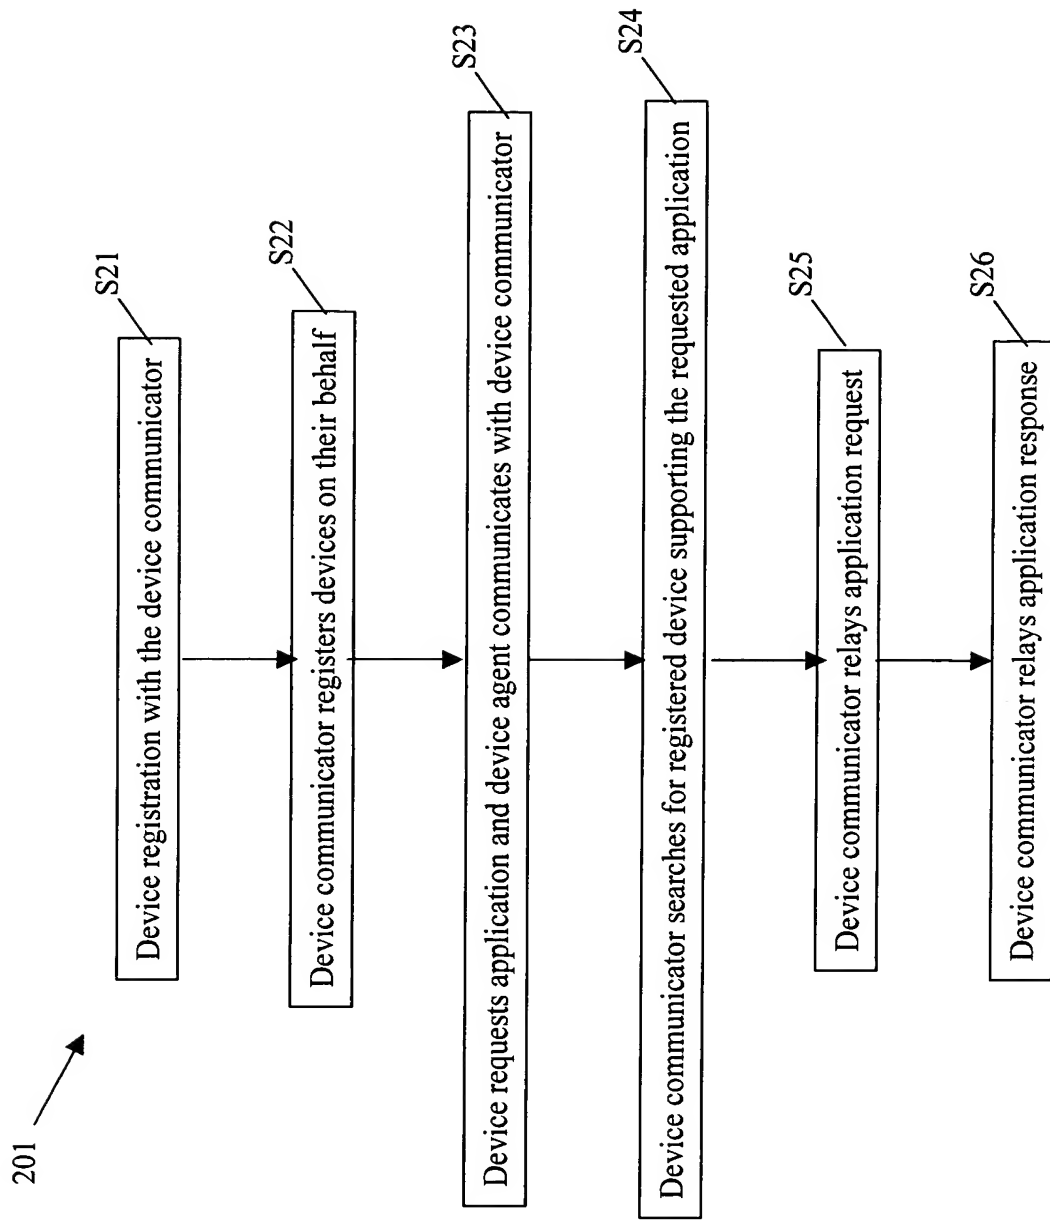 201
S21
Device registration with the device communicator
S22
Device communicator registers devices on their behalf
S23
Device requests application and device agent communicates with device communicator
S24
Device communicator searches for registered device supporting the requested application
S25
Device communicator relays application request
S26
Device communicator relays application response